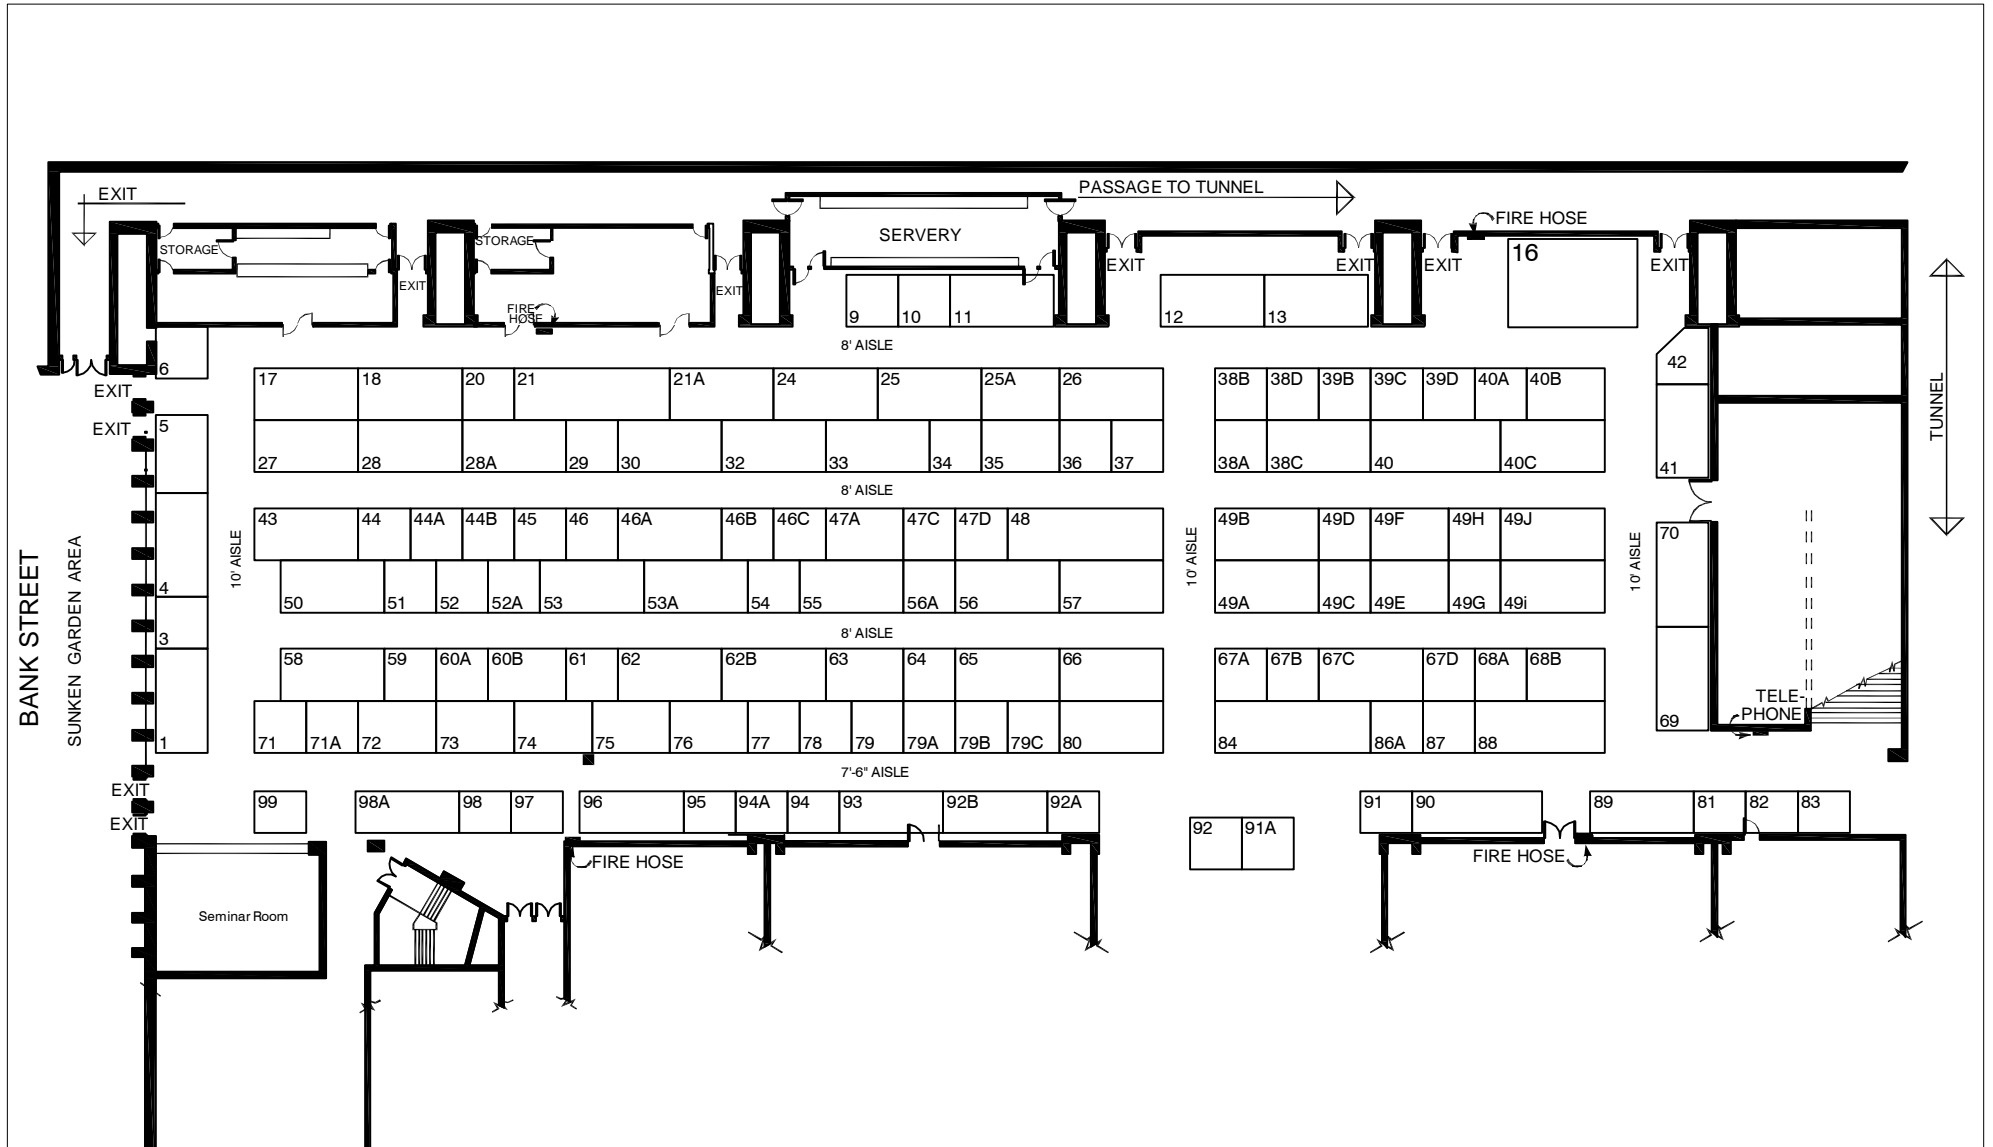 EXIT
PASSAGE TO TUNNEL
FIRE HOSE
STORAGE
STORAGE
SERVERY
16
EXIT
EXIT
EXIT
EXIT
EXIT
EXIT
FIRE
HOSE
9
10
11
12
13
8' AISLE
6
42
EXIT
17
18
20
21
21A
24
25
25A
26
38B
38D
39B
39C
39D
40A
40B
TUNNEL
5
EXIT
27
28
28A
29
30
32
33
34
35
36
37
38A
38C
40
40C
41
8' AISLE
43
44
44A
44B
45
46
46A
46B
46C
47A
47C
47D
48
49B
49D
49F
49H
49J
70
10' AISLE
10' AISLE
10' AISLE
BANK STREET
SUNKEN GARDEN AREA
4
50
51
52
52A
53
53A
54
55
56A
56
57
49A
49C
49E
49G
49i
3
8' AISLE
58
59
60A
60B
61
62
62B
63
64
65
66
67A
67B
67C
67D
68A
68B
TELE-
PHONE
1
71
71A
72
73
74
75
76
77
78
79
79A
79B
79C
80
84
86A
87
88
69
7'-6" AISLE
EXIT
99
98A
98
97
96
95
94A
94
93
92B
92A
91
90
89
81
82
83
EXIT
92
91A
FIRE HOSE
FIRE HOSE
Seminar Room